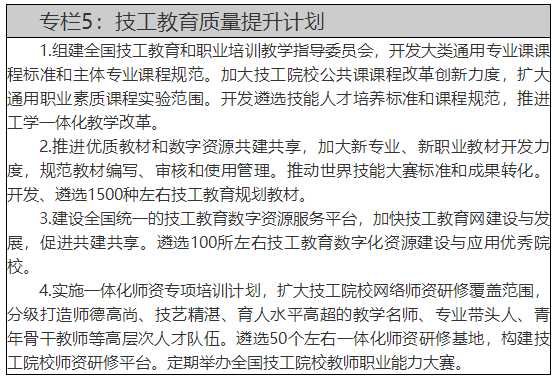 专栏5：技工教育质量提升计划
1.组建全国技工教育和职业培训教学指导委员会，开发大类通用专业课课
程标准和主体专业课程规范。加大技工院校公共课课程改革创新力度，扩大
通用职业素质课程实验范围。开发遴选技能人才培养标准和课程规范，推进
工学一体化教学改革。
2.推进优质教材和数字资源共建共享，加大新专业、新职业教材开发力
度，规范教材编写、审核和使用管理。推动世界技能大赛标准和成果转化。
开发、遴选1500种左右技工教育规划教材。
3.建设全国统一的技工教育数字资源服务平台，加快技工教育网建设与发
展，促进共建共享。遴选100所左右技工教育数字化资源建设与应用优秀院
校。
4.实施一体化师资专项培训计划，扩大技工院校网络师资研修覆盖范围，
分级打造师德高尚、技艺精湛、育人水平高超的教学名师、专业带头人、青
年骨干教师等高层次人才队伍。遴选50个左右一体化师资研修基地，构建技
工院校师资研修平台。定期举办全国技工院校教师职业能力大赛。